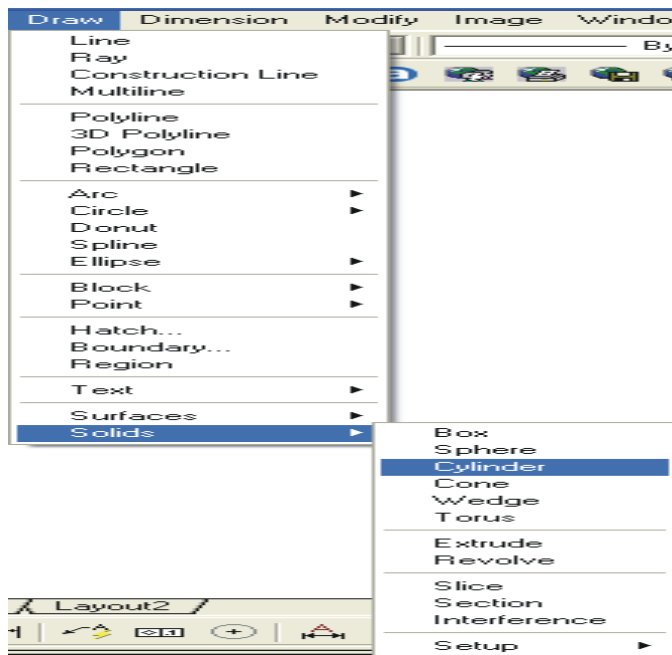 Draw Dimension Modify Image Windo
Line
By
Ray
Construction Line
Multiline
Polyline
3D Polyline
Polygon
Rectangle
Arc
Circle
Donut
Spline
Ellipse
Block
Point
Hatch...
Boundary...
Region
Text
Surfaces
Solids
Box
Sphere
Cylinder
Cone
Wedge
Torus
Extrude
Revolve
Slice
Section
Interference
Setup
Layout2